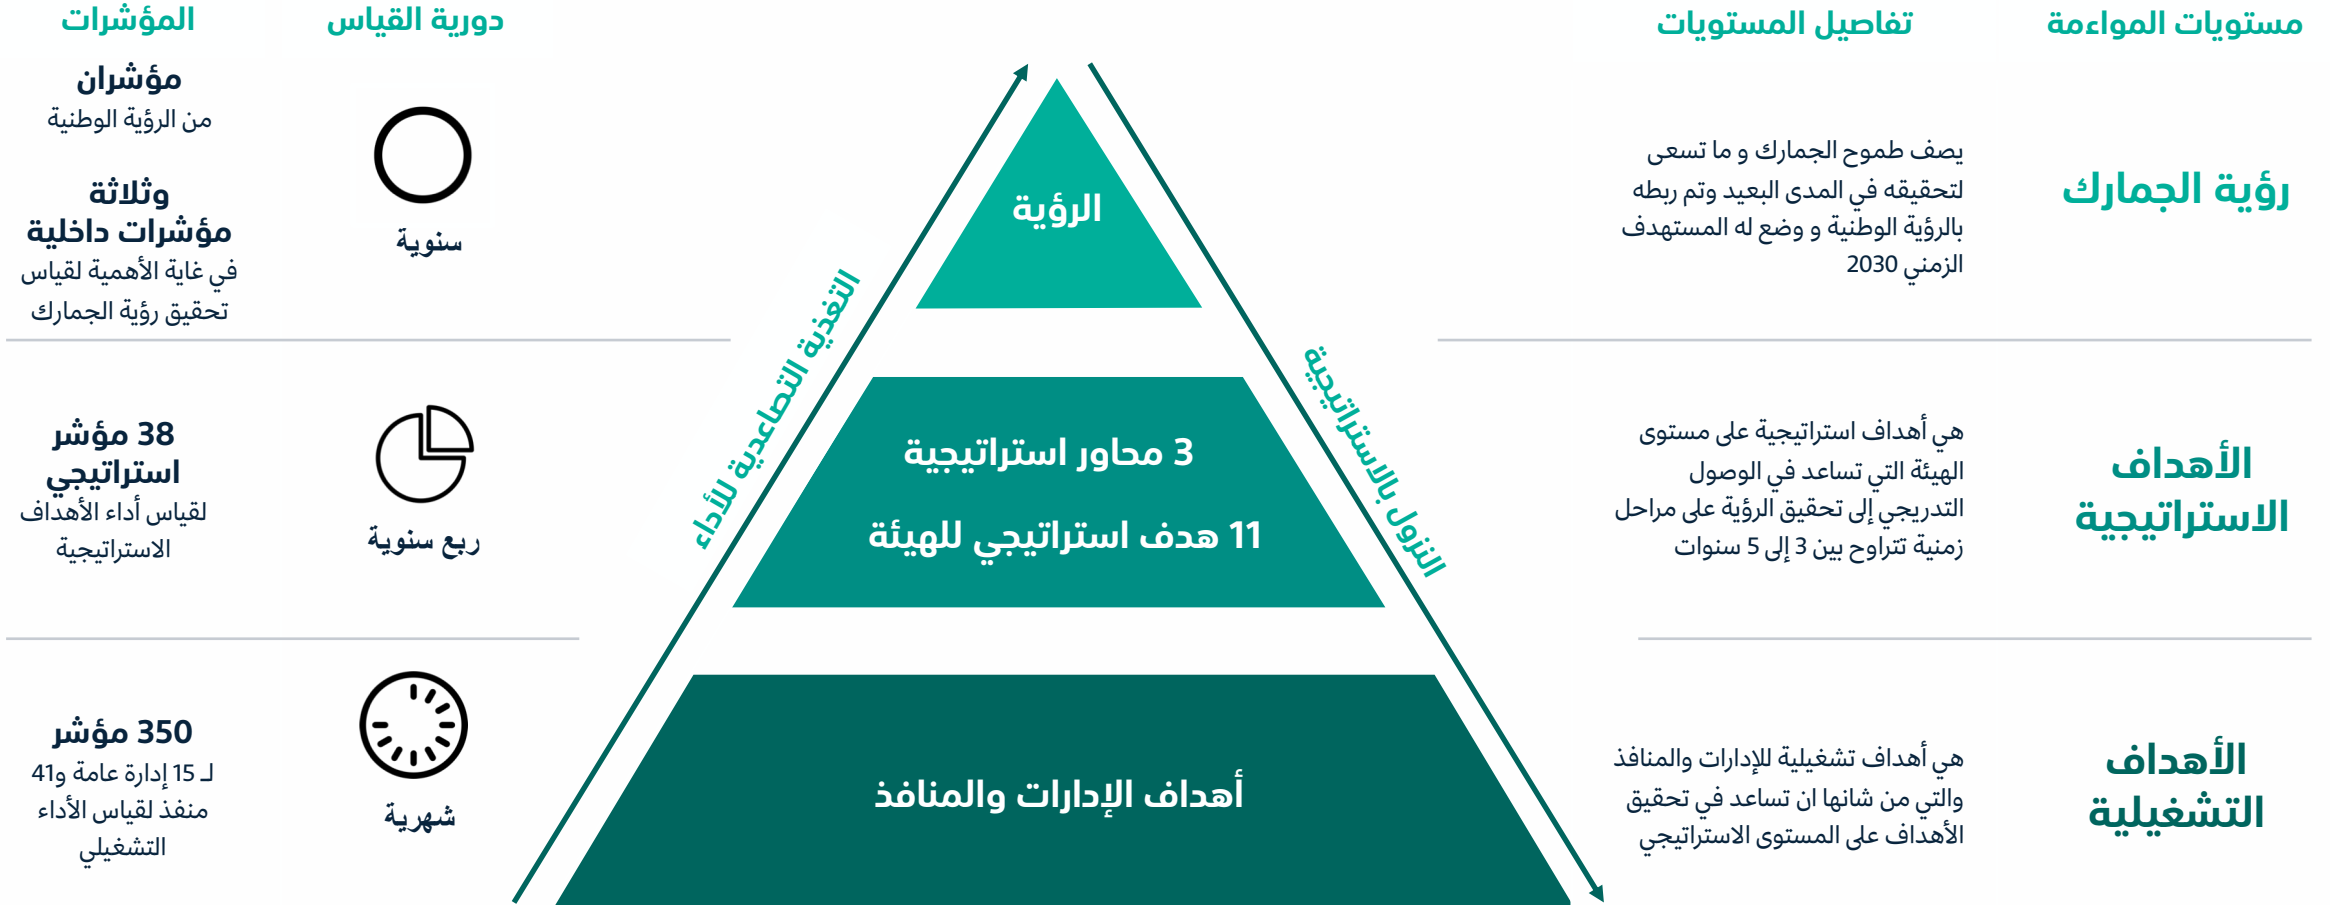 مستويات المواءمة
تفاصيل المستويات
دورية القياس
المؤشرات
رؤية الجمارك
يصف طموح الجمارك و ما تسعى
لتحقيقه في المدى البعيد وتم ربطه
بالرؤية الوطنية و وضع له المستهدف
الزمني 2030
الرؤية
سنوية
مؤشران
من الرؤية الوطنية
وثلاثة
مؤشرات داخلية
في غاية الأهمية لقياس
تحقيق رؤية الجمارك
النزول بالاستراتيجية
التغذية التصاعدية للأداء
الأهداف
الاستراتيجية
هي أهداف استراتيجية على مستوى
الهيئة التي تساعد في الوصول
التدريجي إلى تحقيق الرؤية على مراحل
زمنية تتراوح بين 3 إلى 5 سنوات
3 محاور استراتيجية
11 هدف استراتيجي للهيئة
ربع سنوية
38 مؤشر
استراتيجي
لقياس أداء الأهداف
الاستراتيجية
الأهداف
التشغيلية
هي أهداف تشغيلية للإدارات والمنافذ
والتي من شانها ان تساعد في تحقيق
الأهداف على المستوى الاستراتيجي
أهداف الإدارات والمنافذ
شهرية
350 مؤشر
لـ 15 إدارة عامة و41
منفذ لقياس الأداء
التشغيلي